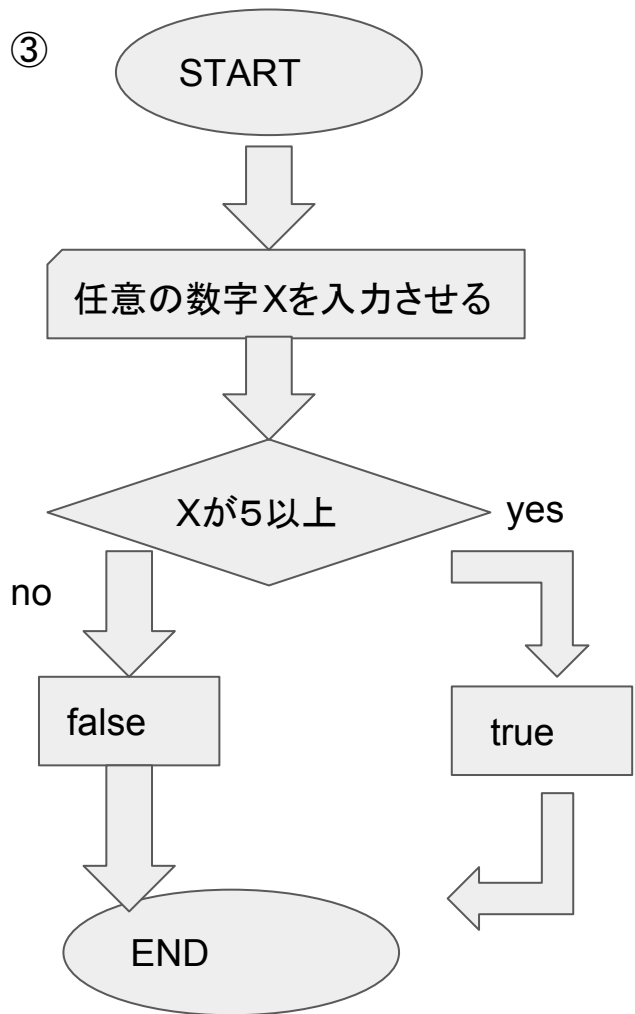 ③
START
任意の数字Xを入力させる
Xが5以上
yes
no
false
true
END